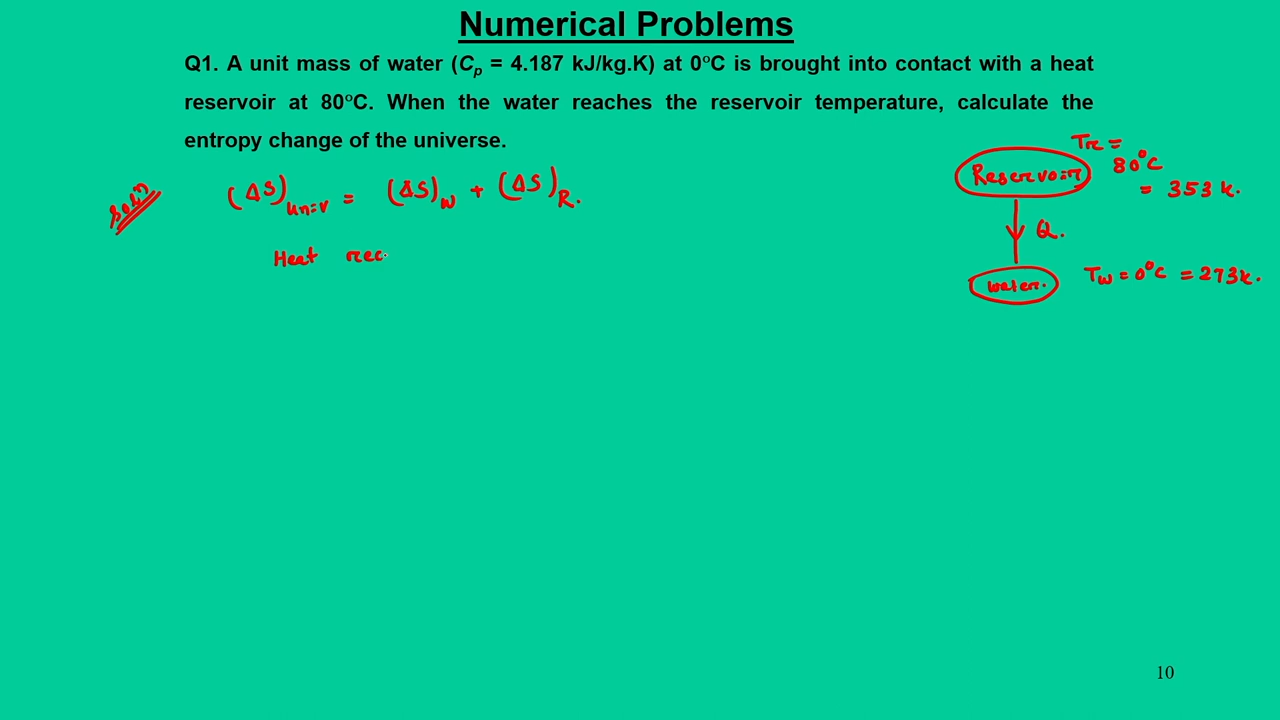 Numerical Problems
Q1. A unit mass of water (Cp = 4.187 kJ/kg.K) at 0°C is brought into contact with a heat
reservoir at 80°C. When the water reaches the reservoir temperature, calculate the
entropy change of the universe.
Soln
(ΔS)univ = (ΔS)w + (ΔS)R.
Heat rec
Tr =
80°C
= 353 K.
Reservoir
Q.
Water.
Tw = 0°C = 273K.
10